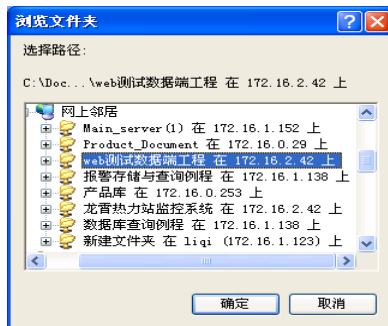 浏览文件夹
选择路径:
C:\Doc...\web测试数据端工程 在 172.16.2.42 上
网上邻居
Main_server(1) 在 172.16.1.152 上
Product_Document 在 172.16.0.29 上
web测试数据端工程 在 172.16.2.42 上
报警存储与查询例程 在 172.16.1.138 上
产品库 在 172.16.0.253 上
龙霄热力站监控系统 在 172.16.2.42 上
数据库查询例程 在 172.16.1.138 上
新建文件夹 在 liqi (172.16.1.123) 上
确定
取消